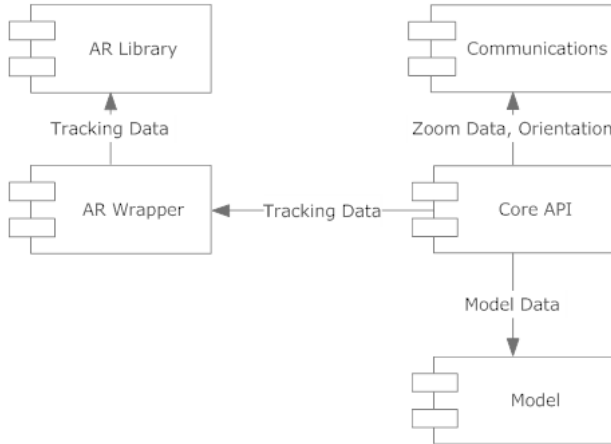 AR Library
Communications
Tracking Data
Zoom Data, Orientation
AR Wrapper
Tracking Data
Core API
Model Data
Model